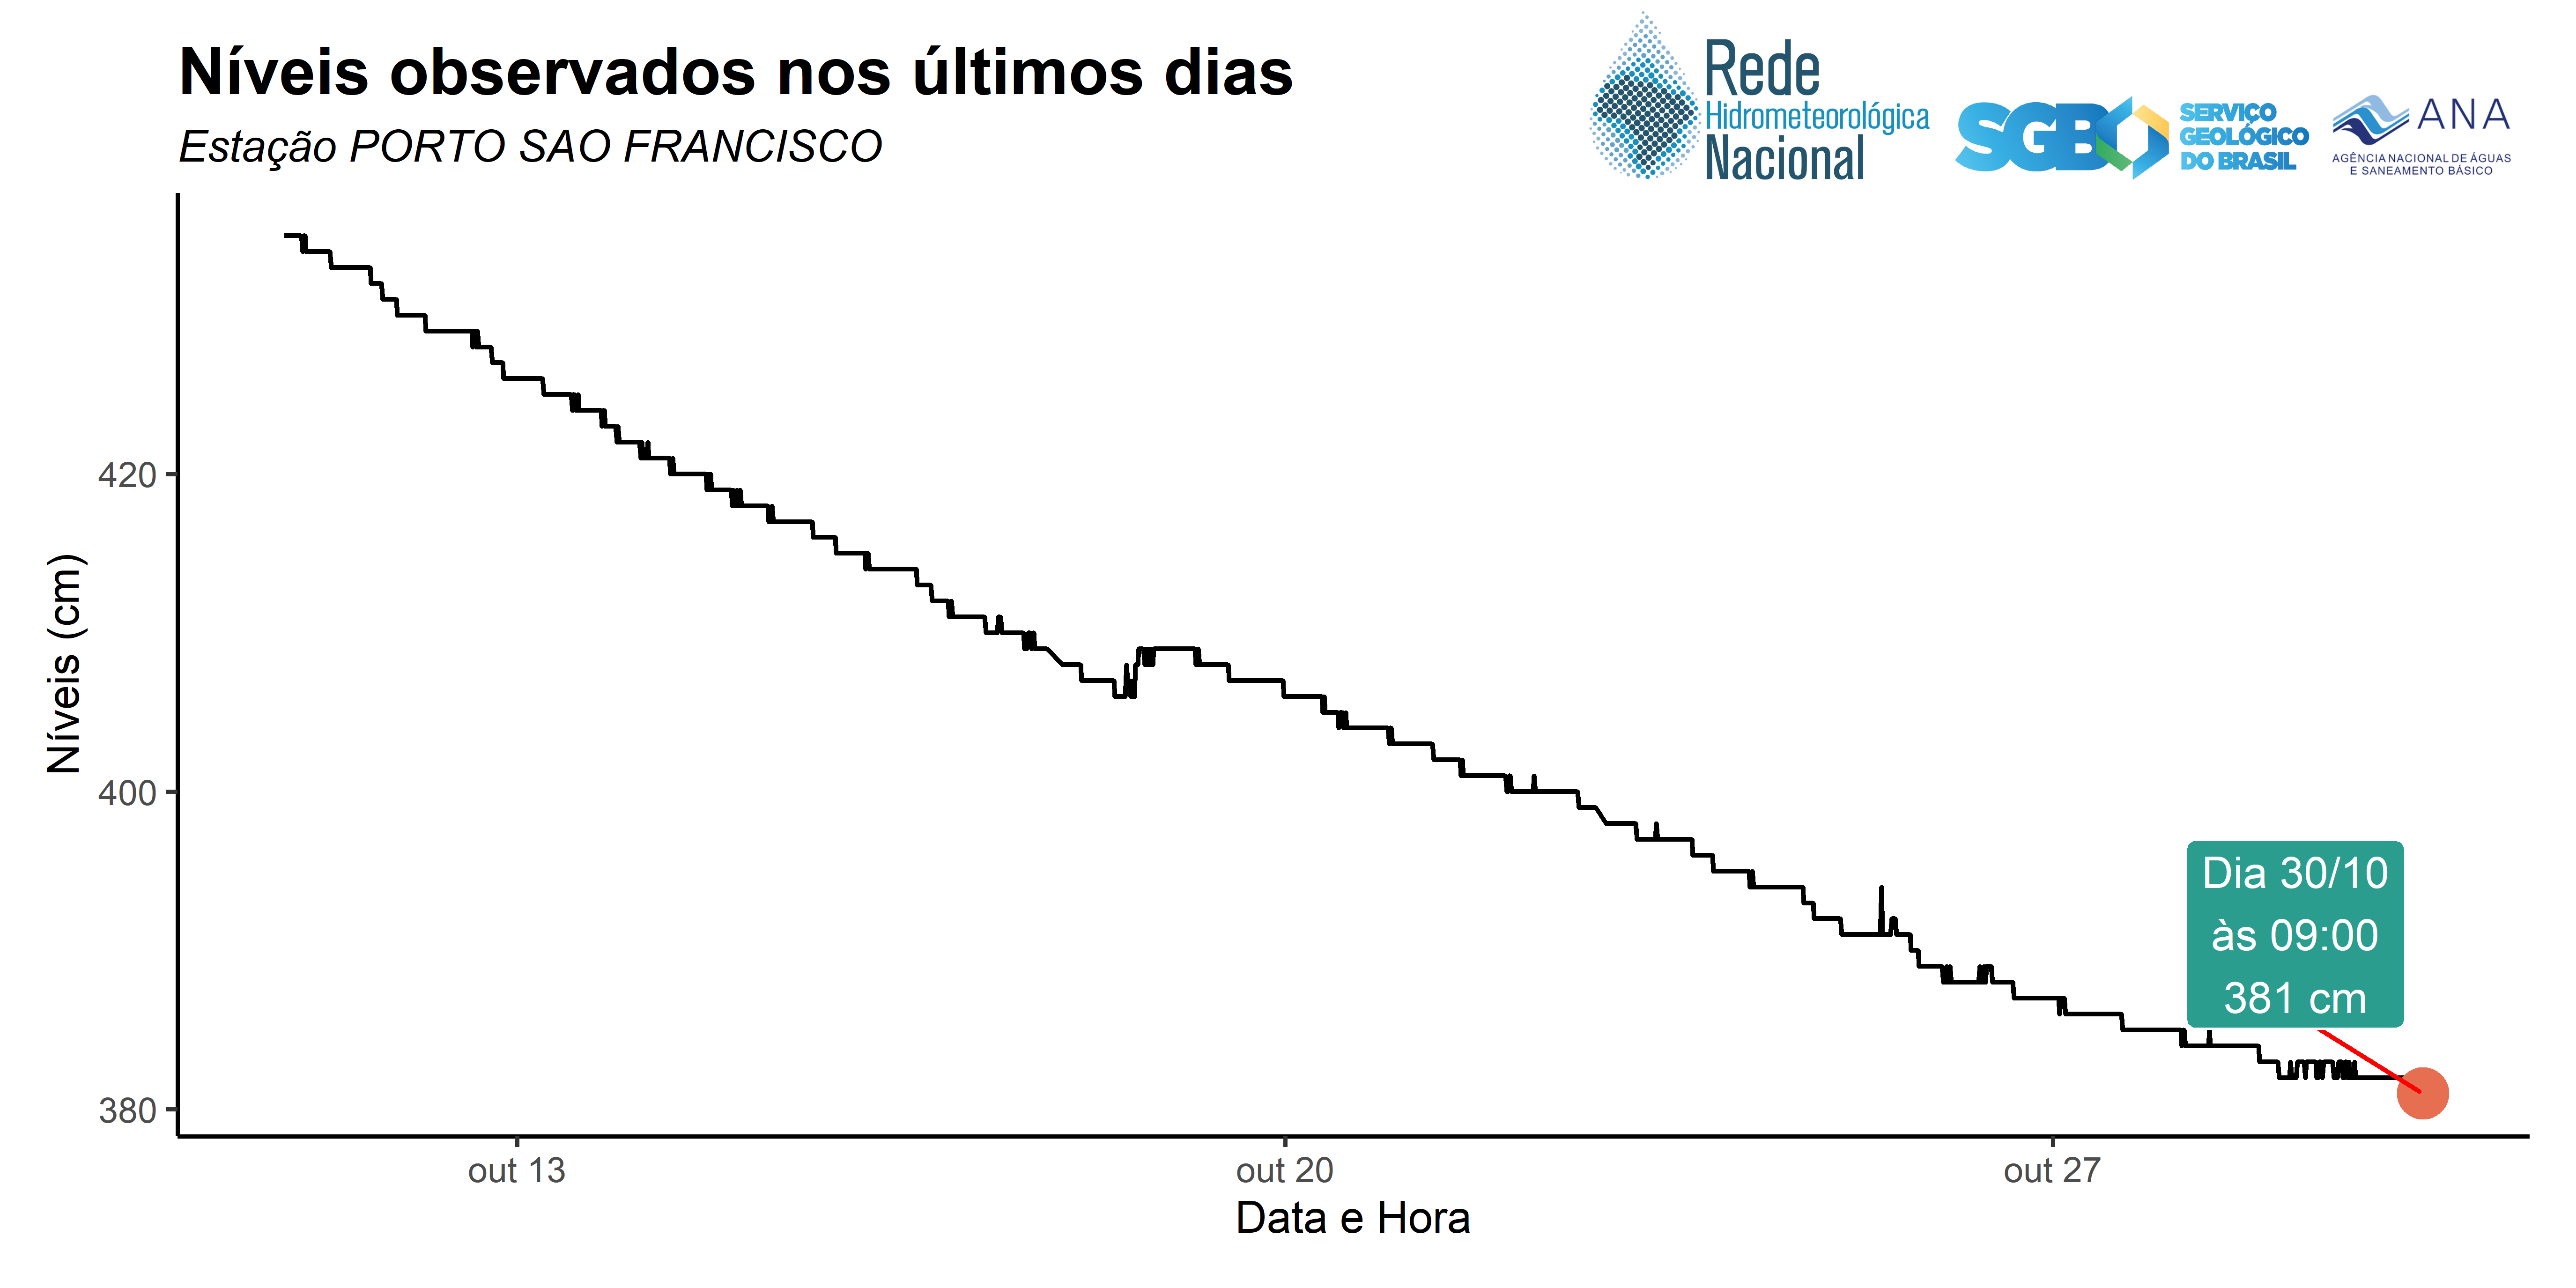 Níveis observados nos últimos dias
Estação PORTO SAO FRANCISCO
Rede
Hidrometeorológica
Nacional
SGB
SERVIÇO
GEOLÓGICO
DO BRASIL
ANA
AGÊNCIA NACIONAL DE ÁGUAS
E SANEAMENTO BÁSICO
Níveis (cm)
420
400
380
Dia 30/10
às 09:00
381 cm
out 13
out 20
out 27
Data e Hora